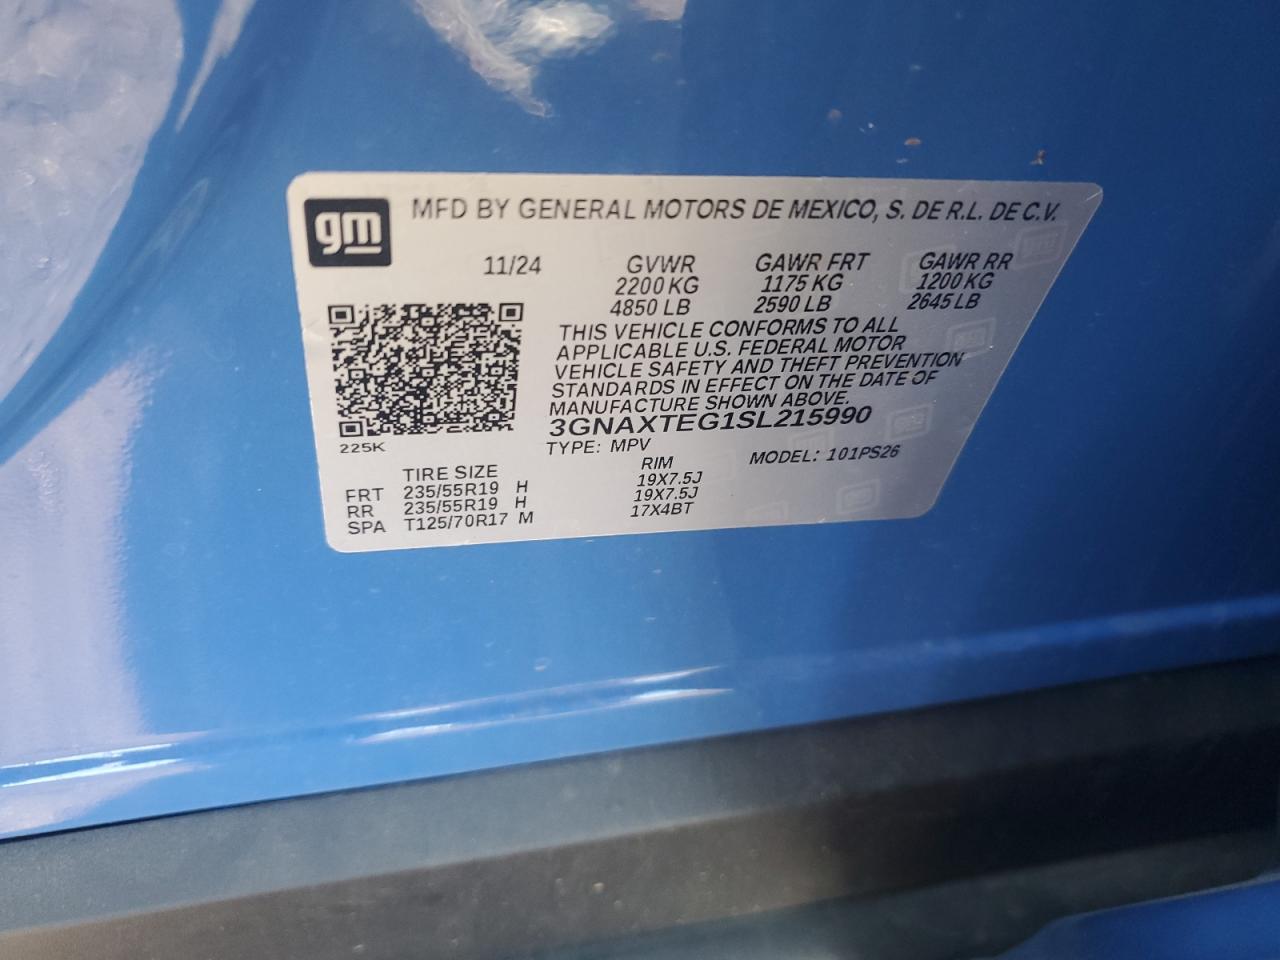 gm MFD BY GENERAL MOTORS DE MEXICO, S. DE R.L. DE C.V.
11/24 GVWR GAWR FRT GAWR RR
2200 KG 1175 KG 1200 KG
4850 LB 2590 LB 2645 LB
THIS VEHICLE CONFORMS TO ALL
APPLICABLE U.S. FEDERAL MOTOR
VEHICLE SAFETY AND THEFT PREVENTION
STANDARDS IN EFFECT ON THE DATE OF
MANUFACTURE SHOWN ABOVE.
3GNAXTEG1SL215990
225K
TYPE: MPV MODEL: 101PS26
TIRE SIZE RIM
FRT 235/55R19 H 19X7.5J
RR 235/55R19 H 19X7.5J
SPA T125/70R17 M 17X4BT